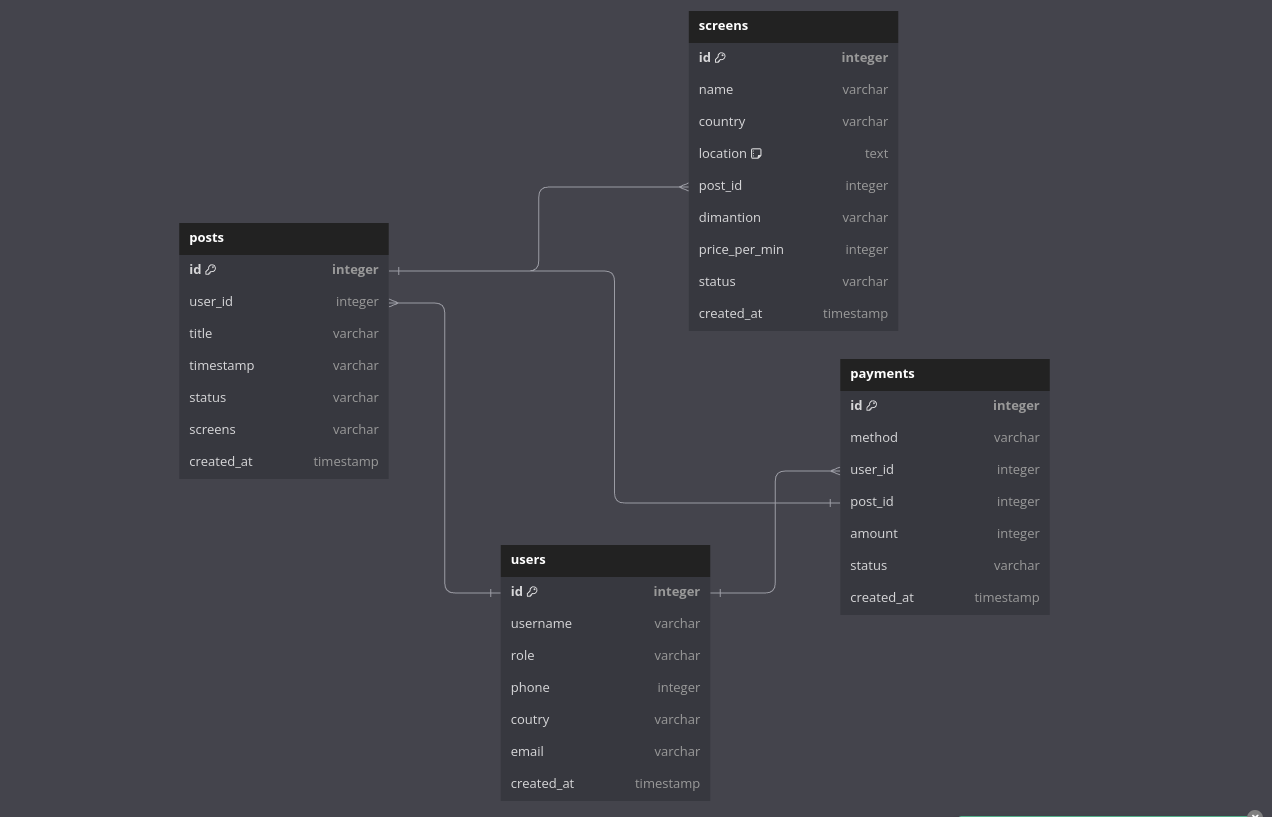 screens
id integer
name varchar
country varchar
location text
post_id integer
dimantion varchar
price_per_min integer
status varchar
created_at timestamp
posts
id integer
user_id integer
title varchar
timestamp varchar
status varchar
screens varchar
created_at timestamp
payments
id integer
method varchar
user_id integer
post_id integer
amount integer
status varchar
created_at timestamp
users
id integer
username varchar
role varchar
phone integer
coutry varchar
email varchar
created_at timestamp